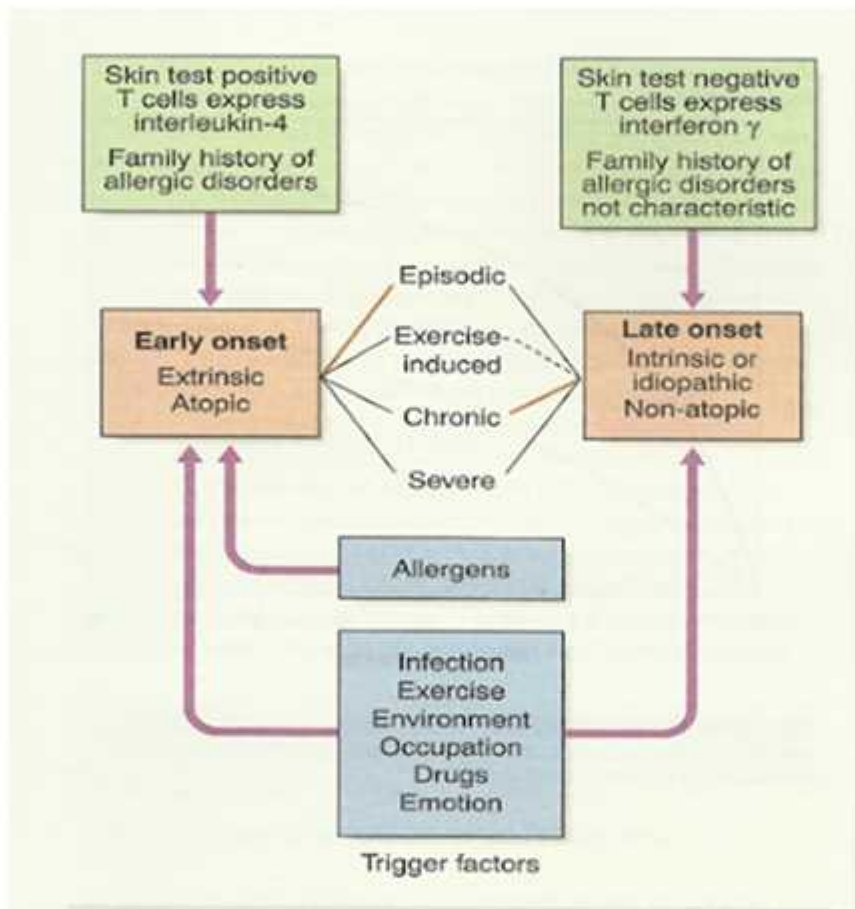 Skin test positive
T cells express
interleukin-4
Family history of
allergic disorders
Skin test negative
T cells express
interferon γ
Family history of
allergic disorders
not characteristic
Early onset
Extrinsic
Atopic
Episodic
Exercise-
induced
Chronic
Severe
Late onset
Intrinsic or
idiopathic
Non-atopic
Allergens
Infection
Exercise
Environment
Occupation
Drugs
Emotion
Trigger factors